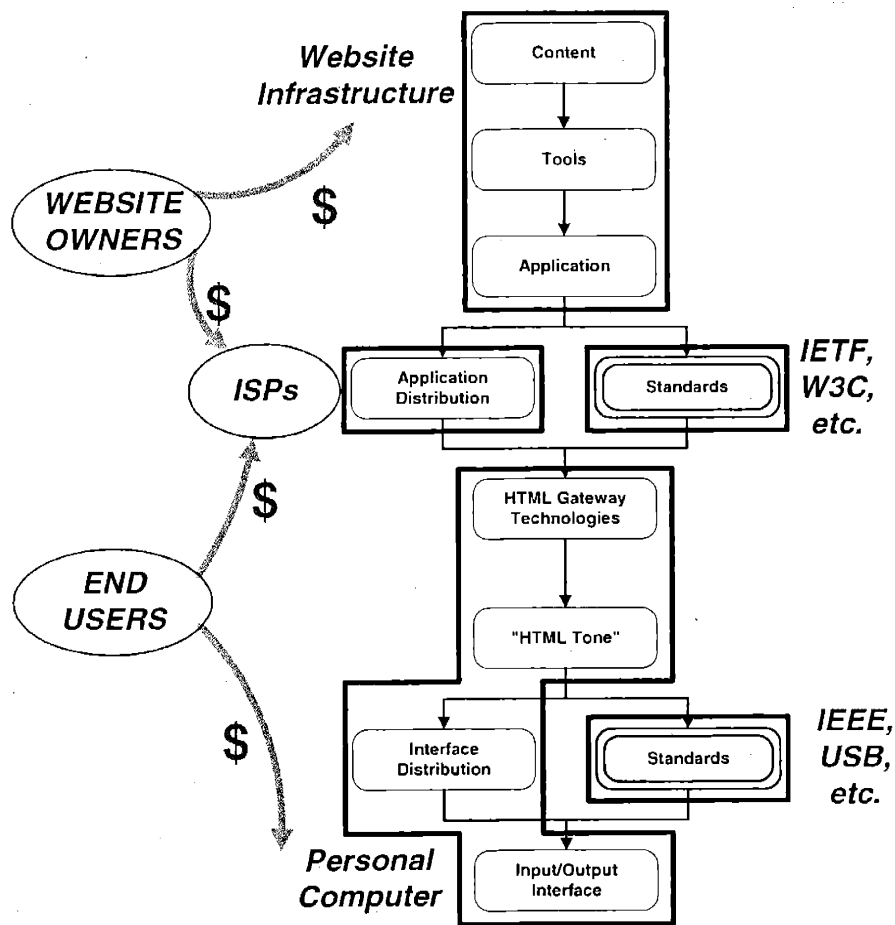 Website
Infrastructure
Content
Tools
Application
WEBSITE
OWNERS
$
$
ISPs
Application
Distribution
Standards
IETF,
W3C,
etc.
$
HTML Gateway
Technologies
END
USERS
"HTML Tone"
$
Interface
Distribution
Standards
IEEE,
USB,
etc.
Personal
Computer
Input/Output
Interface